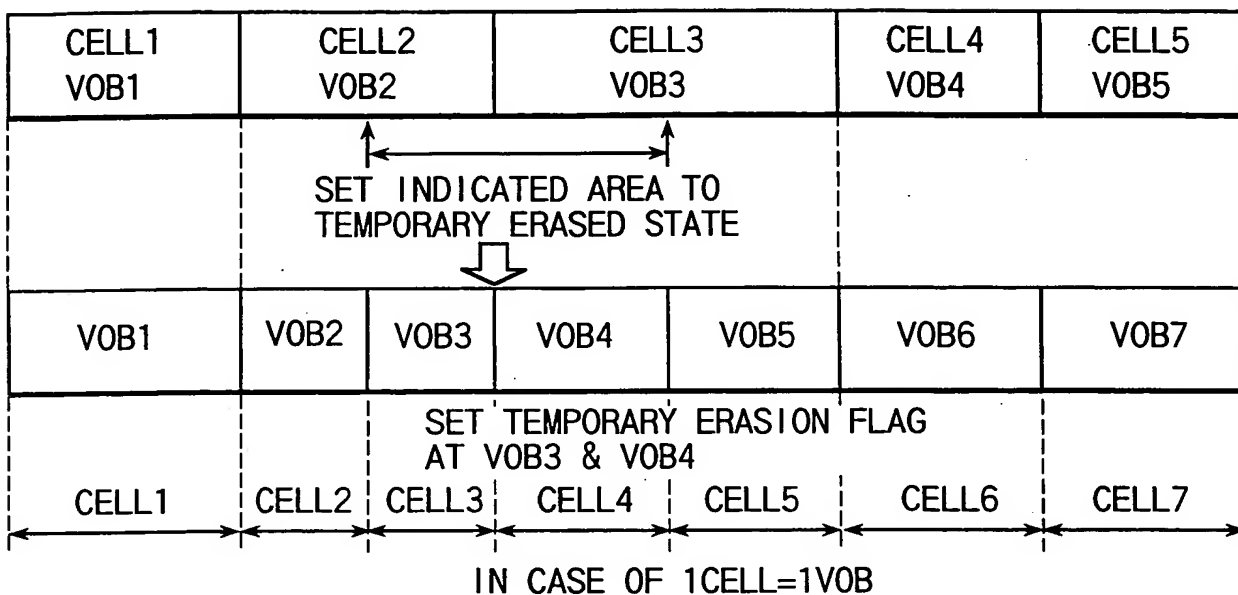 CELL1 CELL2 CELL3 CELL4 CELL5
VOB1 VOB2 VOB3 VOB4 VOB5
SET INDICATED AREA TO
TEMPORARY ERASED STATE
VOB1 VOB2 VOB3 VOB4 VOB5 VOB6 VOB7
SET TEMPORARY ERASION FLAG
AT VOB3 & VOB4
CELL1 CELL2 CELL3 CELL4 CELL5 CELL6 CELL7
IN CASE OF 1CELL=1VOB